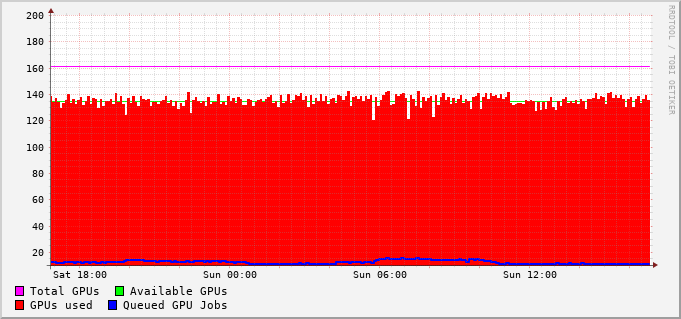 200
180
160
140
120
100
80
60
40
20
Sat 18:00 Sun 00:00 Sun 06:00 Sun 12:00
Total GPUs Available GPUs
GPUs used Queued GPU Jobs
RRDTOOL / TOBI OETIKER